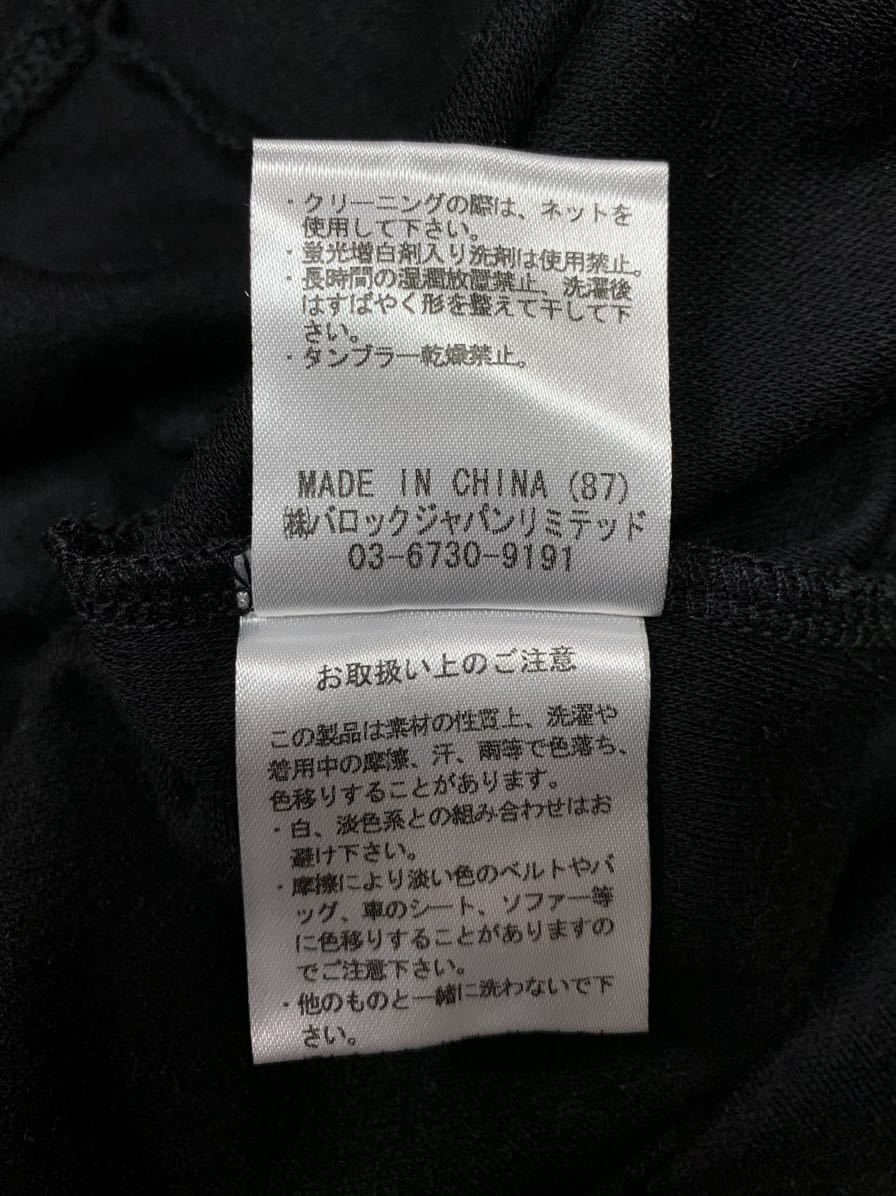 ・クリーニングの際は、ネットを
使用して下さい。
・蛍光増白剤入り洗剤は使用禁止。
・長時間の湿潤放置禁止、洗濯後
はすばやく形を整えて干して下
さい。
・タンブラー乾燥禁止。
MADE IN CHINA (87)
㈱バロックジャパンリミテッド
03-6730-9191
お取扱い上のご注意
この製品は素材の性質上、洗濯や
着用中の摩擦、汗、雨等で色落ち、
色移りすることがあります。
・白、淡色系との組み合わせはお
避け下さい。
・摩擦により淡い色のベルトやバ
ッグ、車のシート、ソファー等
に色移りすることがありますの
でご注意下さい。
・他のものと一緒に洗わないで下
さい。